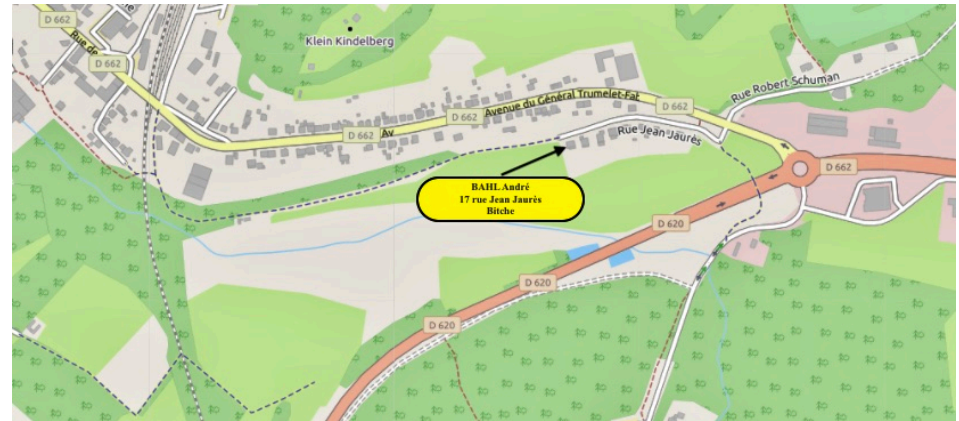 D 662
Rue de
D 662
Klein Kindelberg
D 662
Av
D 662
Avenue du Général Trumelet-Fab
D 662
Rue Robert Schuman
Rue Jean Jaurès
D 662
BAHL André
17 rue Jean Jaurès
Bitche
D 620
D 620
D 620